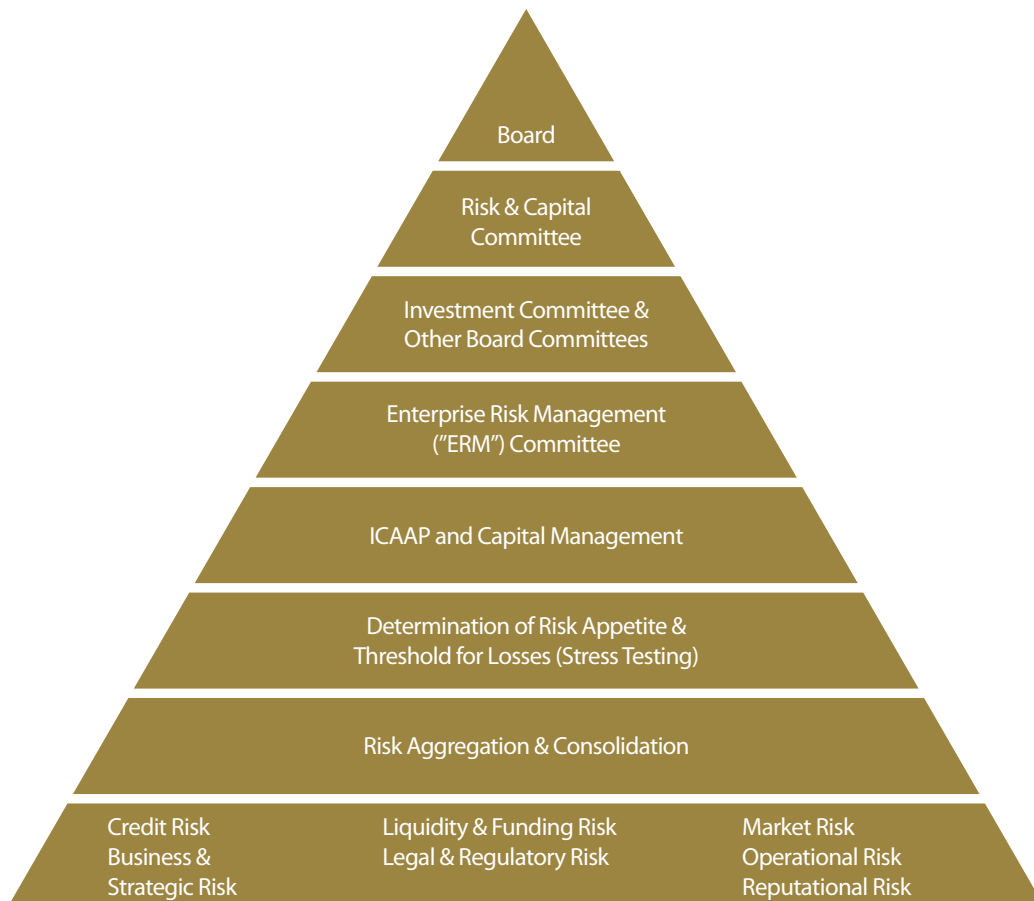 Board
Risk & Capital
Committee
Investment Committee &
Other Board Committees
Enterprise Risk Management
(”ERM”) Committee
ICAAP and Capital Management
Determination of Risk Appetite &
Threshold for Losses (Stress Testing)
Risk Aggregation & Consolidation
Credit Risk
Business &
Strategic Risk
Liquidity & Funding Risk
Legal & Regulatory Risk
Market Risk
Operational Risk
Reputational Risk